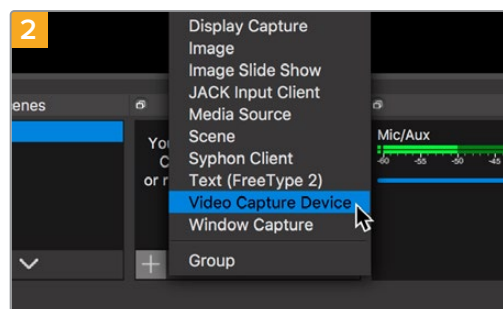 2
Display Capture
Image
Image Slide Show
JACK Input Client
Media Source
Scene
Syphon Client
Text (FreeType 2)
Video Capture Device
Window Capture
Group
enes
Yo
C
or r
Mic/Aux
-60 -55 -50 -45